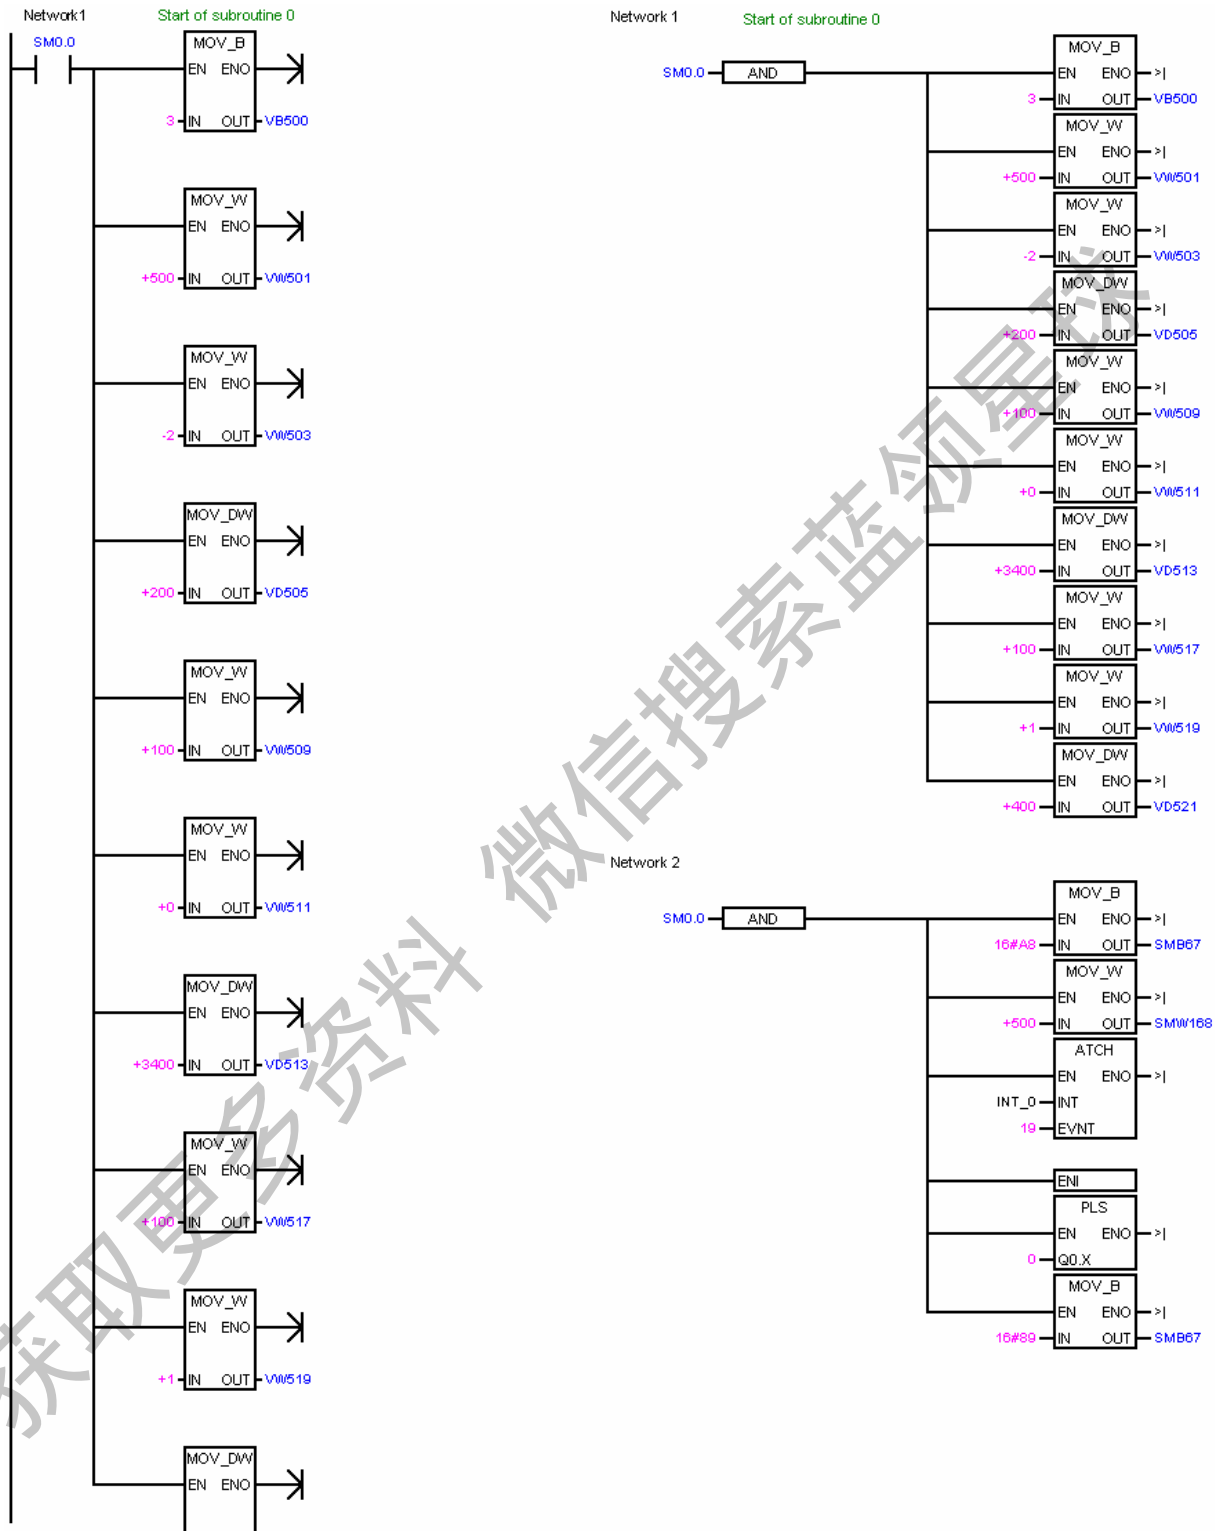 Network1
Start of subroutine 0
SM0.0
MOV_B
EN ENO
3 IN OUT VB500
MOV_W
EN ENO
+500 IN OUT VW501
MOV_W
EN ENO
-2 IN OUT VW503
MOV_DW
EN ENO
+200 IN OUT VD505
MOV_W
EN ENO
+100 IN OUT VW509
MOV_W
EN ENO
+0 IN OUT VW511
MOV_DW
EN ENO
+3400 IN OUT VD513
MOV_W
EN ENO
+100 IN OUT VW517
MOV_W
EN ENO
+1 IN OUT VW519
MOV_DW
EN ENO
Network 1
Start of subroutine 0
SM0.0 AND
MOV_B
EN ENO >|
3 IN OUT VB500
MOV_W
EN ENO >|
+500 IN OUT VW501
MOV_W
EN ENO >|
-2 IN OUT VW503
MOV_DW
EN ENO >|
+200 IN OUT VD505
MOV_W
EN ENO >|
+100 IN OUT VW509
MOV_W
EN ENO >|
+0 IN OUT VW511
MOV_DW
EN ENO >|
+3400 IN OUT VD513
MOV_W
EN ENO >|
+100 IN OUT VW517
MOV_W
EN ENO >|
+1 IN OUT VW519
MOV_DW
EN ENO >|
+400 IN OUT VD521
Network 2
SM0.0 AND
MOV_B
EN ENO >|
16#A8 IN OUT SMB67
MOV_W
EN ENO >|
+500 IN OUT SMW168
ATCH
EN ENO >|
INT_0 INT
19 EVNT
ENI
PLS
EN ENO >|
0 Q0.X
MOV_B
EN ENO >|
16#89 IN OUT SMB67
获取更多资料 微信搜索蓝领星球